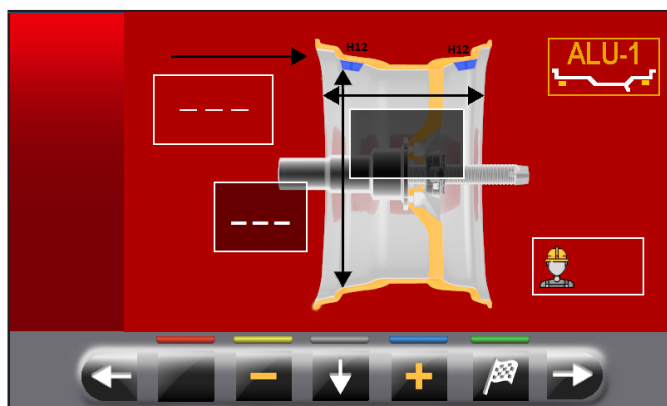 H12 H12
ALU-1
– – –
– – –